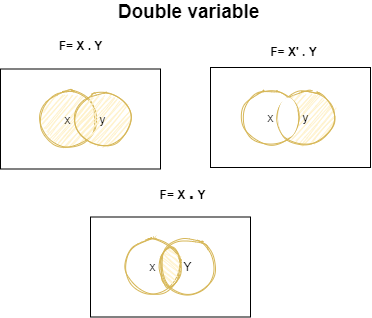 Double variable
F= X . Y
F= X' . Y
x y
x y
F= X . Y
x Y